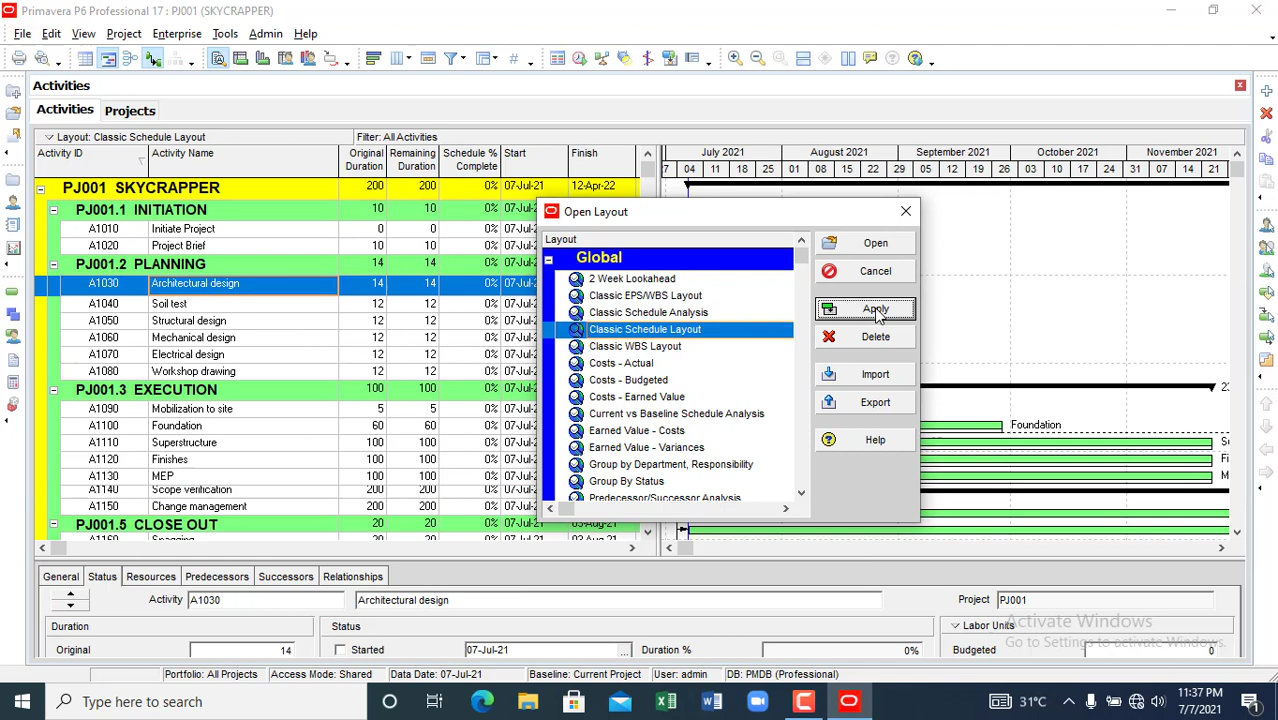 Primavera P6 Professional 17 : PJ001 (SKYCRAPPER)
File Edit View Project Enterprise Tools Admin Help
Activities
Activities Projects
Layout: Classic Schedule Layout Filter: All Activities
Activity ID Activity Name Original Duration Remaining Duration Schedule % Complete Start Finish
July 2021 August 2021 September 2021 October 2021 November 2021
7 04 11 18 25 01 08 15 22 29 05 12 19 26 03 10 17 24 31 07 14 21
PJ001 SKYCRAPPER 200 200 0% 07-Jul-21 12-Apr-22
PJ001.1 INITIATION 10 10 0% 07-Jul-
A1010 Initiate Project 0 0 0% 07-Jul-
A1020 Project Brief 10 10 0% 07-Jul-
PJ001.2 PLANNING 14 14 0% 07-Jul-
A1030 Architectural design 14 14 0% 07-Jul-
A1040 Soil test 12 12 0% 07-Jul-
A1050 Structural design 12 12 0% 07-Jul-
A1060 Mechanical design 12 12 0% 07-Jul-
A1070 Electrical design 12 12 0% 07-Jul-
A1080 Workshop drawing 12 12 0% 07-Jul-
PJ001.3 EXECUTION 100 100 0% 07-Jul-
A1090 Mobilization to site 5 5 0% 07-Jul-
A1100 Foundation 60 60 0% 07-Jul- Foundation
A1110 Superstructure 100 100 0% 07-Jul-
A1120 Finishes 100 100 0% 07-Jul-
A1130 MEP 100 100 0% 07-Jul-
A1140 Scope verification 200 200 0% 07-Jul-
A1150 Change management 200 200 0% 07-Jul-
PJ001.5 CLOSE OUT 20 20 0% 07-Jul-21 03-Aug-21
Open Layout
Layout
Global
2 Week Lookahead
Classic EPS/WBS Layout
Classic Schedule Analysis
Classic Schedule Layout
Classic WBS Layout
Costs - Actual
Costs - Budgeted
Costs - Earned Value
Current vs Baseline Schedule Analysis
Earned Value - Costs
Earned Value - Variances
Group by Department, Responsibility
Group By Status
Predecessor/Successor Analysis
Open
Cancel
Apply
Delete
Import
Export
Help
General Status Resources Predecessors Successors Relationships
Activity A1030 Architectural design Project PJ001
Duration Status Labor Units
Original 14 Started 07-Jul-21 ... Duration % 0% Budgeted 0
Activate Windows
Go to Settings to activate Windows.
Portfolio: All Projects Access Mode: Shared Data Date: 07-Jul-21 Baseline: Current Project User: admin DB: PMDB (Professional)
Type here to search
31°C
11:37 PM
7/7/2021